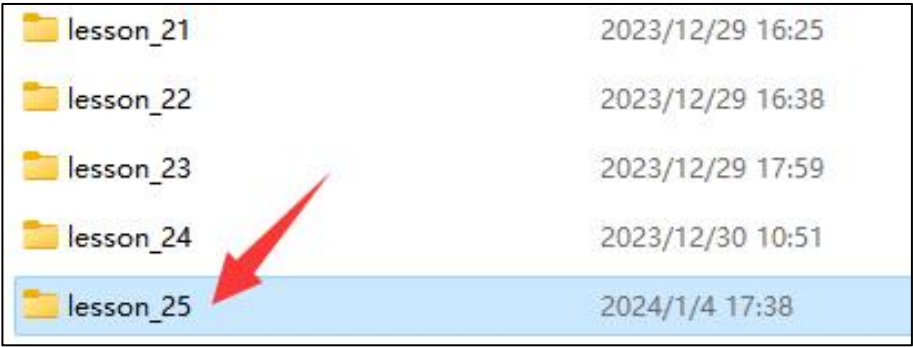 lesson_21 2023/12/29 16:25
lesson_22 2023/12/29 16:38
lesson_23 2023/12/29 17:59
lesson_24 2023/12/30 10:51
lesson_25 2024/1/4 17:38